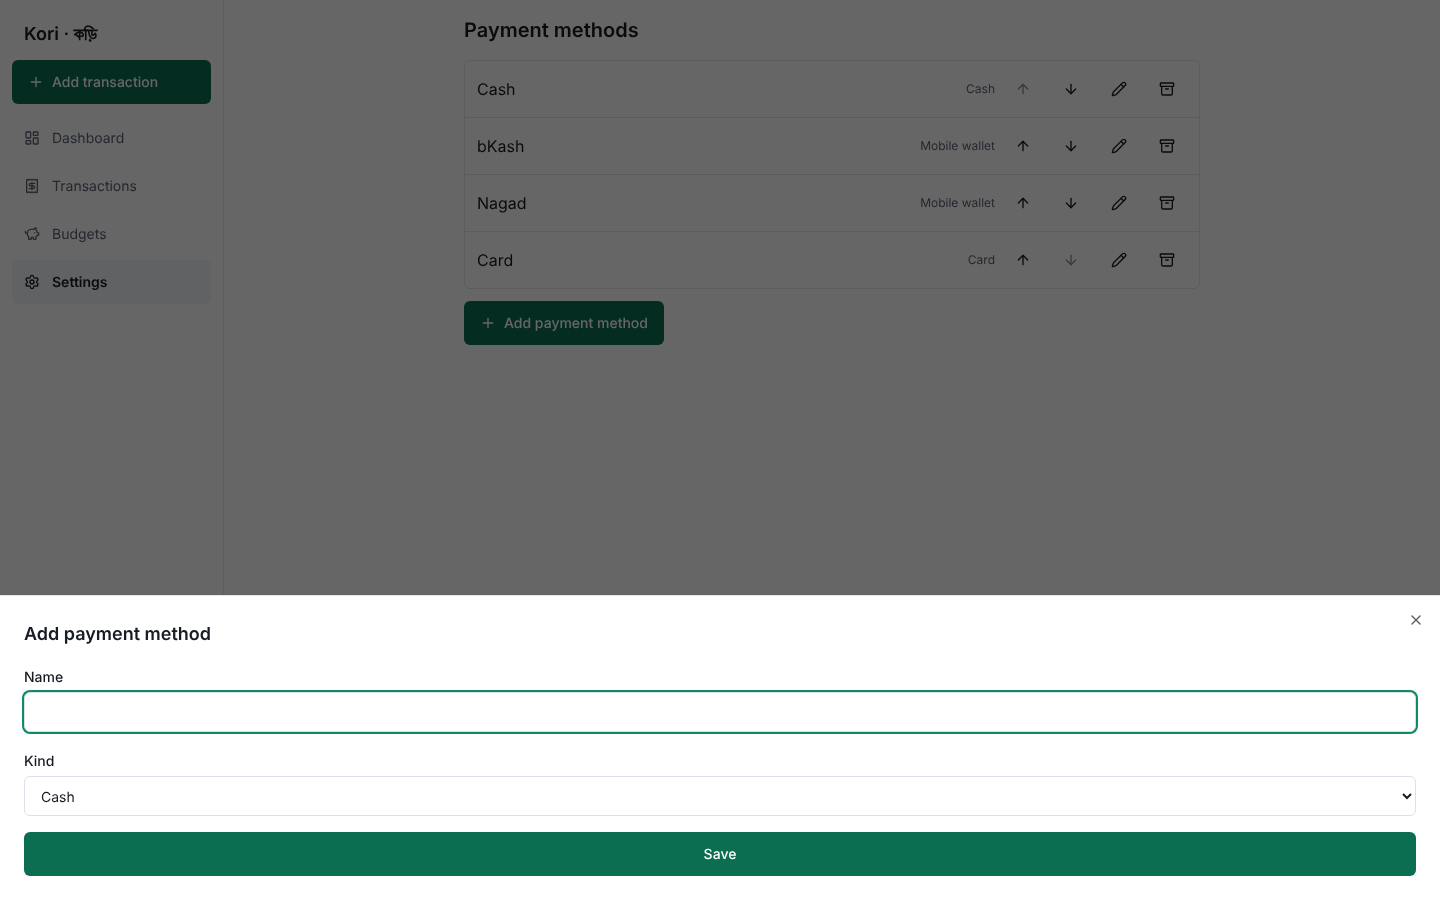 Kori · কড়ি
Add transaction
Dashboard
Transactions
Budgets
Settings
Payment methods
Cash Cash
bKash Mobile wallet
Nagad Mobile wallet
Card Card
Add payment method
Add payment method
Name
Kind
Cash
Save